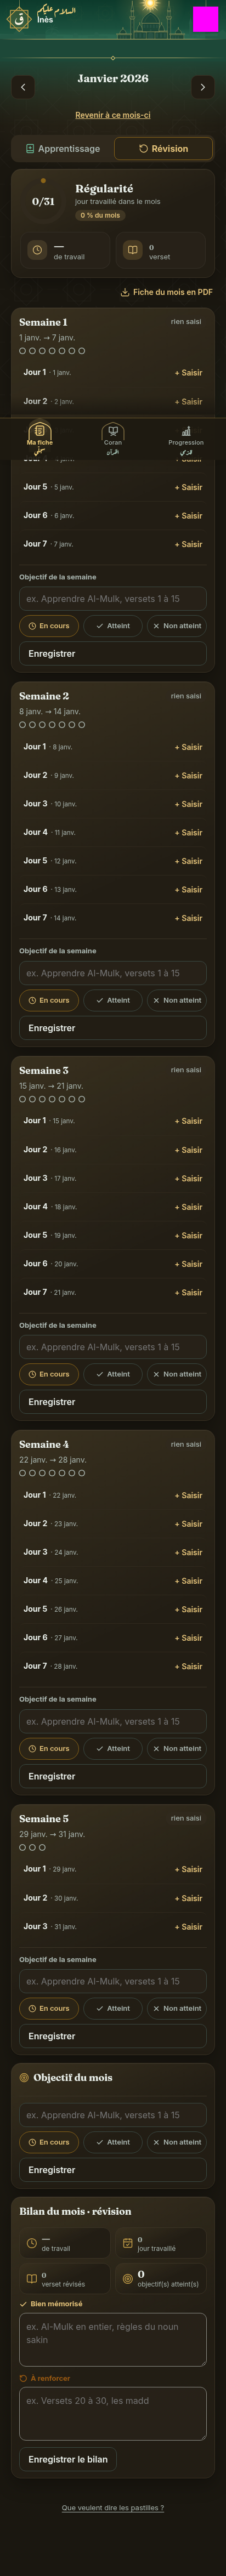 السلام عليكم
Inès
Janvier 2026
Revenir à ce mois-ci
Apprentissage
Révision
0/31
Régularité
jour travaillé dans le mois
0 % du mois
—
de travail
0
verset
Fiche du mois en PDF
Semaine 1
rien saisi
1 janv. → 7 janv.
Jour 1 · 1 janv.
+ Saisir
Jour 2 · 2 janv.
+ Saisir
Ma fiche
Coran
القرآن
Progression
Jour 5 · 5 janv.
+ Saisir
Jour 6 · 6 janv.
+ Saisir
Jour 7 · 7 janv.
+ Saisir
Objectif de la semaine
ex. Apprendre Al-Mulk, versets 1 à 15
En cours
Atteint
Non atteint
Enregistrer
Semaine 2
rien saisi
8 janv. → 14 janv.
Jour 1 · 8 janv.
+ Saisir
Jour 2 · 9 janv.
+ Saisir
Jour 3 · 10 janv.
+ Saisir
Jour 4 · 11 janv.
+ Saisir
Jour 5 · 12 janv.
+ Saisir
Jour 6 · 13 janv.
+ Saisir
Jour 7 · 14 janv.
+ Saisir
Objectif de la semaine
ex. Apprendre Al-Mulk, versets 1 à 15
En cours
Atteint
Non atteint
Enregistrer
Semaine 3
rien saisi
15 janv. → 21 janv.
Jour 1 · 15 janv.
+ Saisir
Jour 2 · 16 janv.
+ Saisir
Jour 3 · 17 janv.
+ Saisir
Jour 4 · 18 janv.
+ Saisir
Jour 5 · 19 janv.
+ Saisir
Jour 6 · 20 janv.
+ Saisir
Jour 7 · 21 janv.
+ Saisir
Objectif de la semaine
ex. Apprendre Al-Mulk, versets 1 à 15
En cours
Atteint
Non atteint
Enregistrer
Semaine 4
rien saisi
22 janv. → 28 janv.
Jour 1 · 22 janv.
+ Saisir
Jour 2 · 23 janv.
+ Saisir
Jour 3 · 24 janv.
+ Saisir
Jour 4 · 25 janv.
+ Saisir
Jour 5 · 26 janv.
+ Saisir
Jour 6 · 27 janv.
+ Saisir
Jour 7 · 28 janv.
+ Saisir
Objectif de la semaine
ex. Apprendre Al-Mulk, versets 1 à 15
En cours
Atteint
Non atteint
Enregistrer
Semaine 5
rien saisi
29 janv. → 31 janv.
Jour 1 · 29 janv.
+ Saisir
Jour 2 · 30 janv.
+ Saisir
Jour 3 · 31 janv.
+ Saisir
Objectif de la semaine
ex. Apprendre Al-Mulk, versets 1 à 15
En cours
Atteint
Non atteint
Enregistrer
Objectif du mois
ex. Apprendre Al-Mulk, versets 1 à 15
En cours
Atteint
Non atteint
Enregistrer
Bilan du mois · révision
—
de travail
0
jour travaillé
0
verset révisés
0
objectif(s) atteint(s)
Bien mémorisé
ex. Al-Mulk en entier, règles du noun sakin
À renforcer
ex. Versets 20 à 30, les madd
Enregistrer le bilan
Que veulent dire les pastilles ?